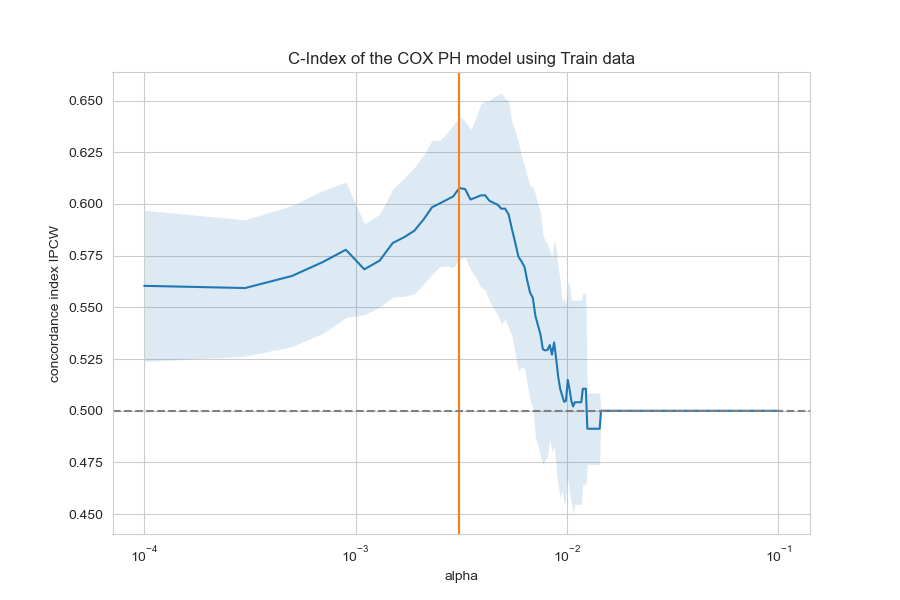 C-Index of the COX PH model using Train data
concordance index IPCW
0.650
0.625
0.600
0.575
0.550
0.525
0.500
0.475
0.450
10⁻⁴ 10⁻³ 10⁻² 10⁻¹
alpha